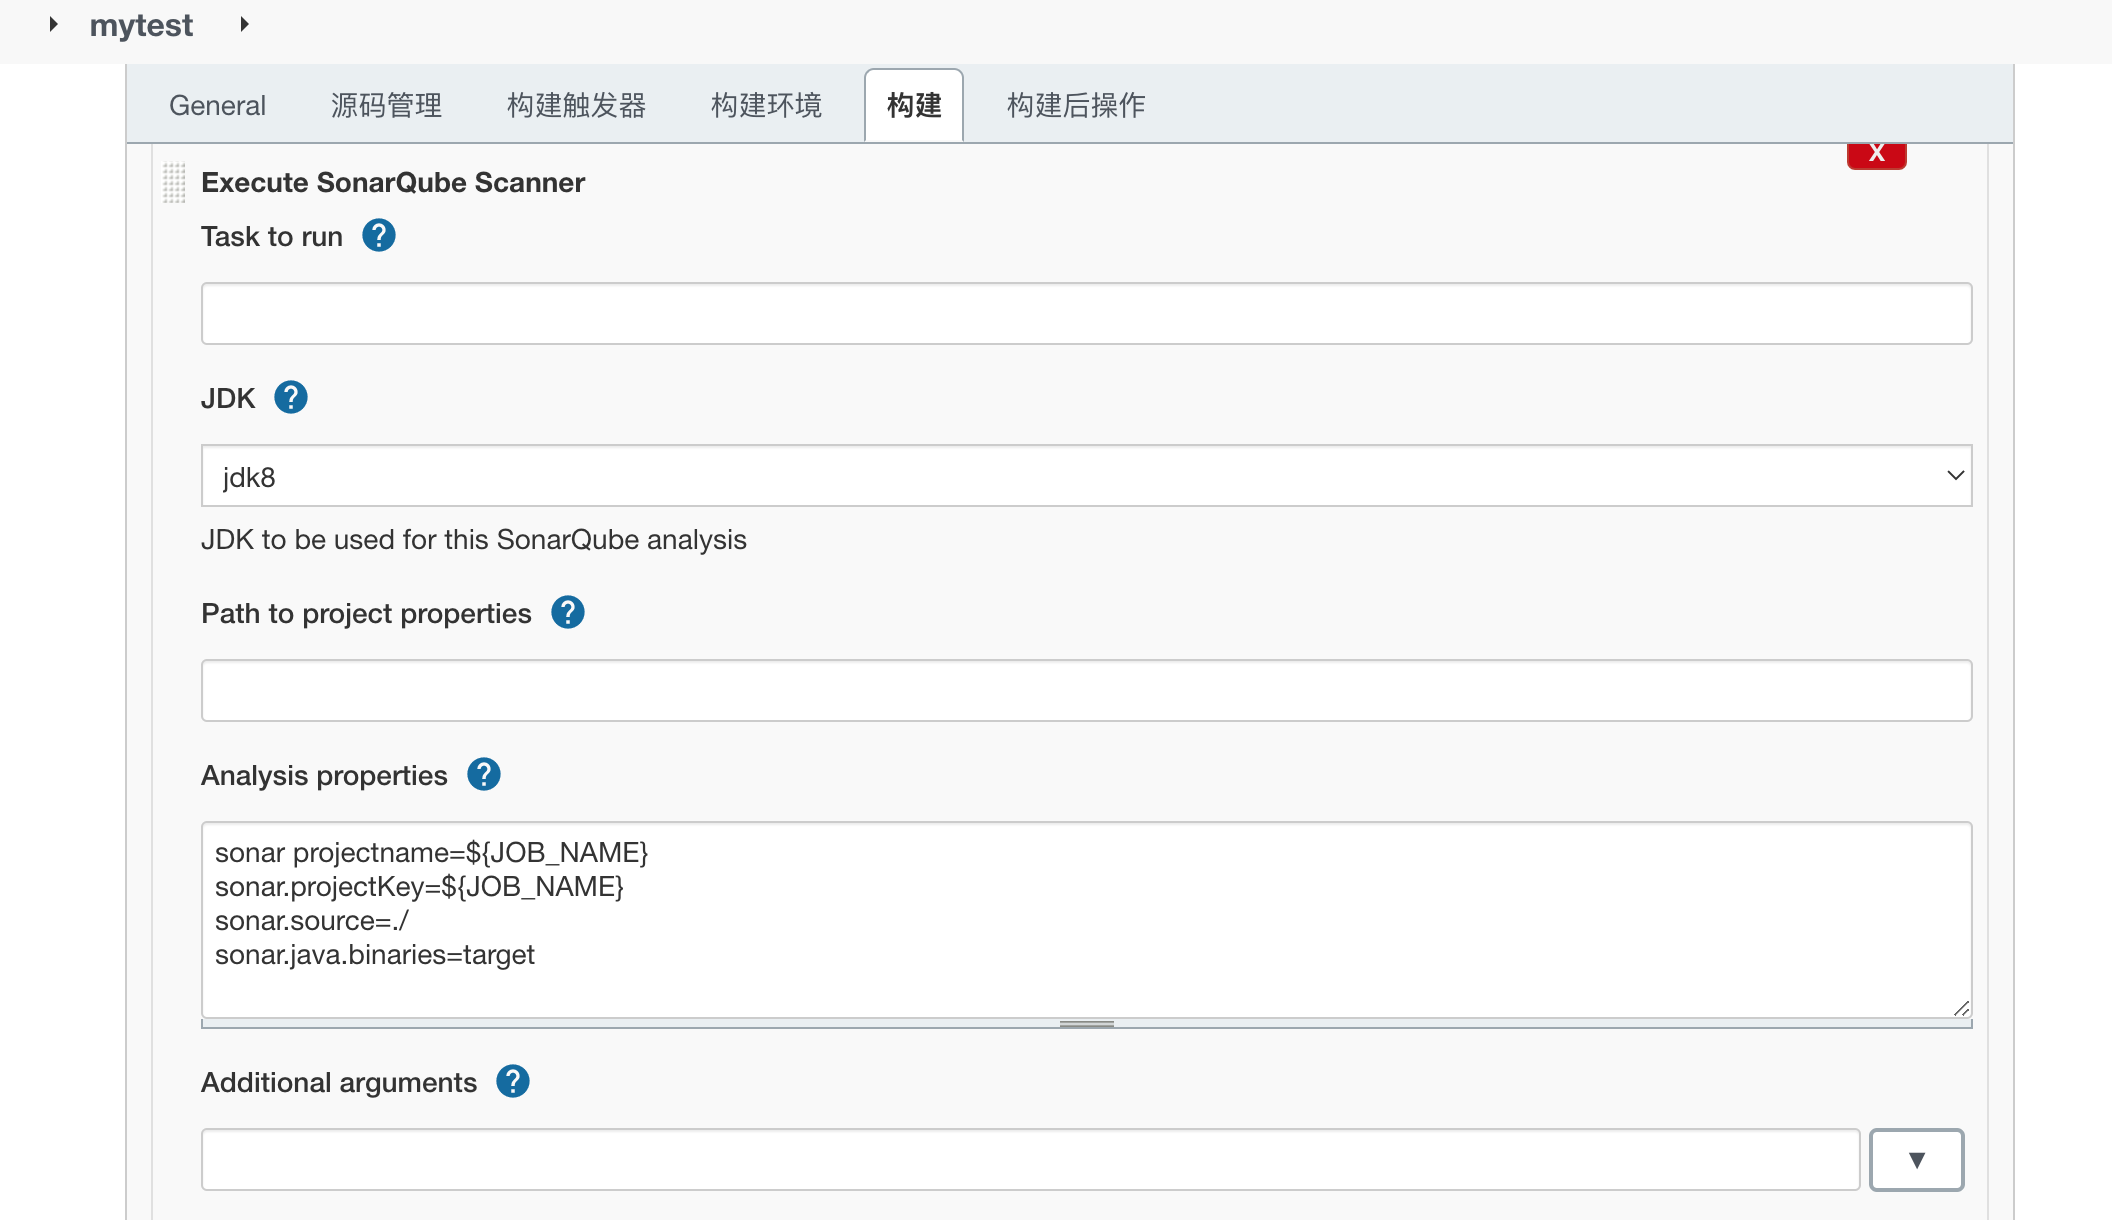 mytest
General 源码管理 构建触发器 构建环境 构建 构建后操作
X
Execute SonarQube Scanner
Task to run ?
JDK ?
jdk8
JDK to be used for this SonarQube analysis
Path to project properties ?
Analysis properties ?
sonar projectname=${JOB_NAME}
sonar.projectKey=${JOB_NAME}
sonar.source=./
sonar.java.binaries=target
Additional arguments ?